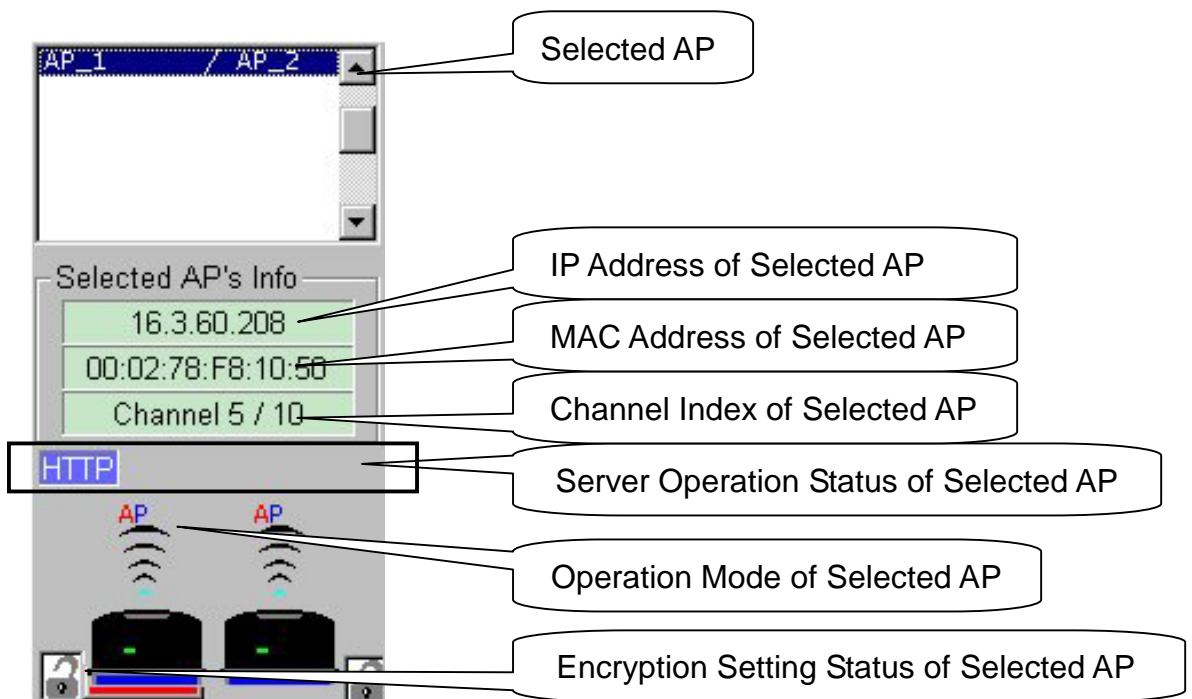 AP_1 / AP_2
Selected AP
Selected AP's Info
16.3.60.208
IP Address of Selected AP
00:02:78:F8:10:50
MAC Address of Selected AP
Channel 5 / 10
Channel Index of Selected AP
HTTP
Server Operation Status of Selected AP
AP AP
Operation Mode of Selected AP
Encryption Setting Status of Selected AP